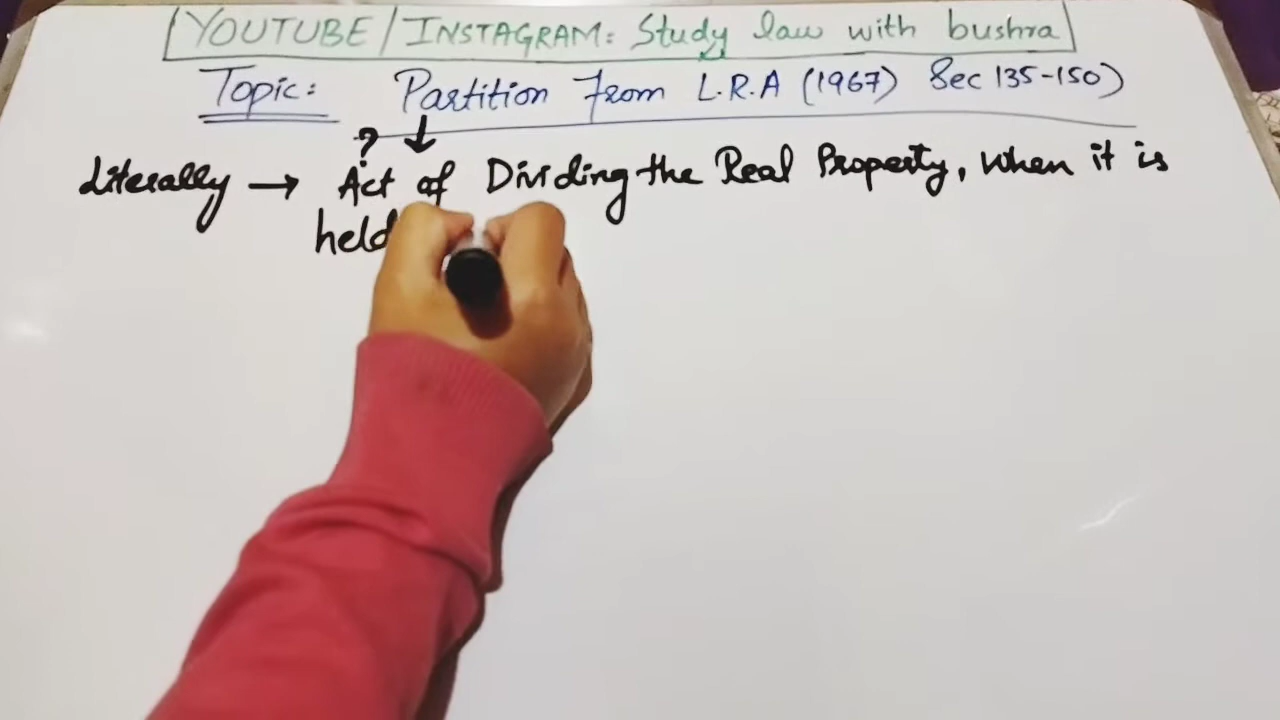 YOUTUBE/INSTAGRAM: Study law with bushra
Topic: Partition From L.R.A (1967) Sec 135-150)
?
Literally → Act of Dividing the Real Property, when it is
held